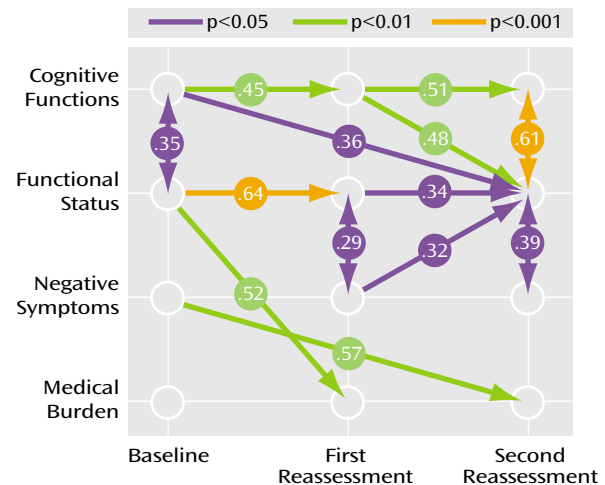 p<0.05 p<0.01 p<0.001
Cognitive
Functions
.45
.51
.35
.36
.48
.61
Functional
Status
.64
.34
.29
.32
.39
Negative
Symptoms
.52
.57
Medical
Burden
Baseline
First
Reassessment
Second
Reassessment